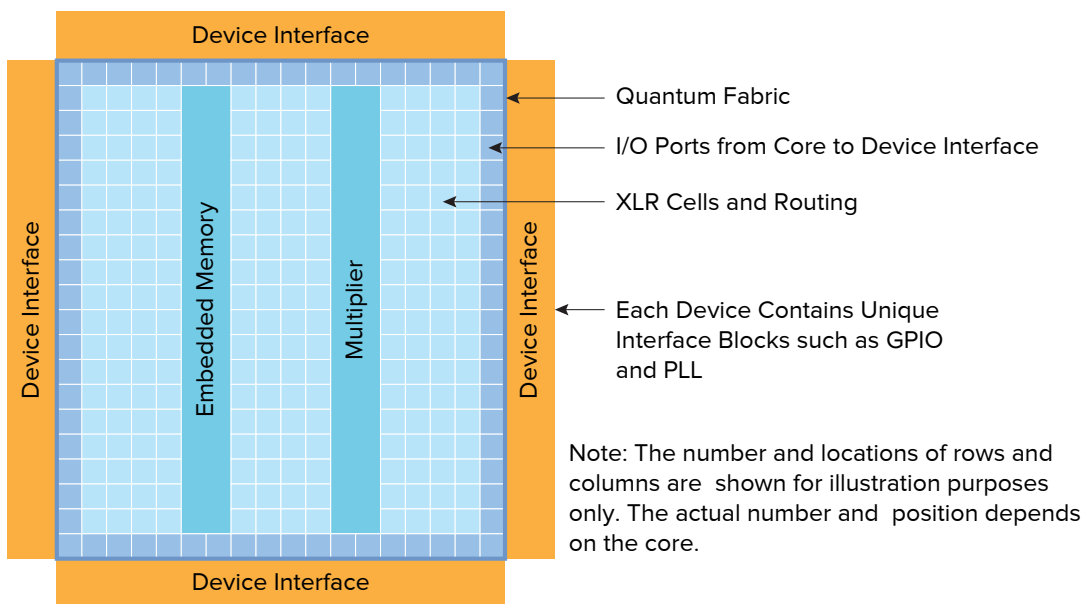 Device Interface
Quantum Fabric
I/O Ports from Core to Device Interface
XLR Cells and Routing
Device Interface
Embedded Memory
Multiplier
Device Interface
Each Device Contains Unique
Interface Blocks such as GPIO
and PLL
Note: The number and locations of rows and
columns are shown for illustration purposes
only. The actual number and position depends
on the core.
Device Interface